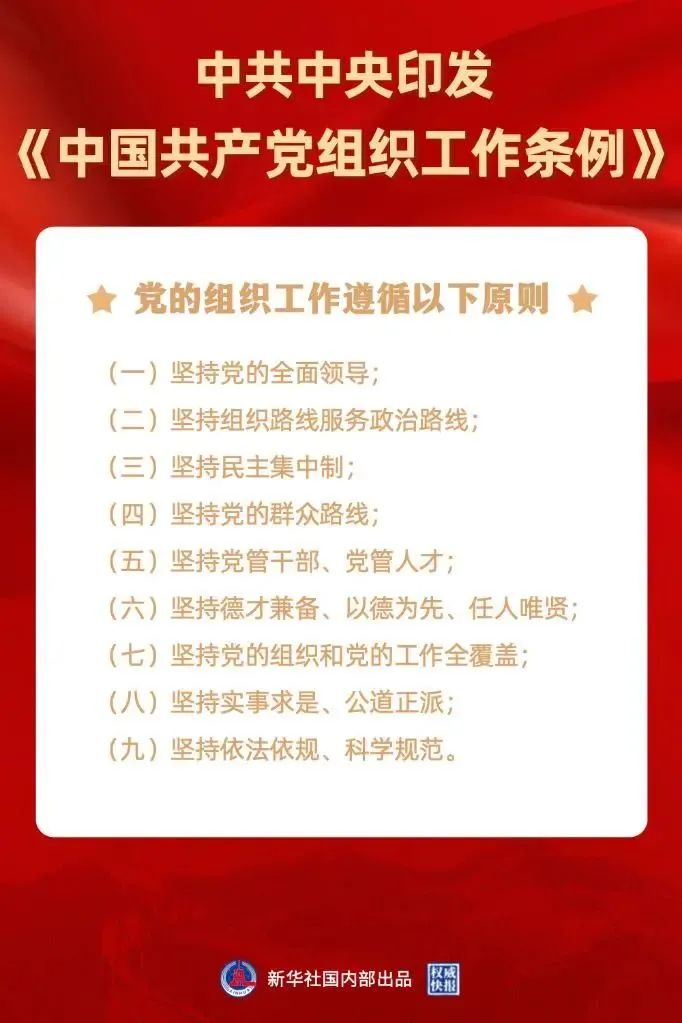 中共中央印发
《中国共产党组织工作条例》
党的组织工作遵循以下原则
（一）坚持党的全面领导；
（二）坚持组织路线服务政治路线；
（三）坚持民主集中制；
（四）坚持党的群众路线；
（五）坚持党管干部、党管人才；
（六）坚持德才兼备、以德为先、任人唯贤；
（七）坚持党的组织和党的工作全覆盖；
（八）坚持实事求是、公道正派；
（九）坚持依法依规、科学规范。
新华社国内部出品
权威
快报